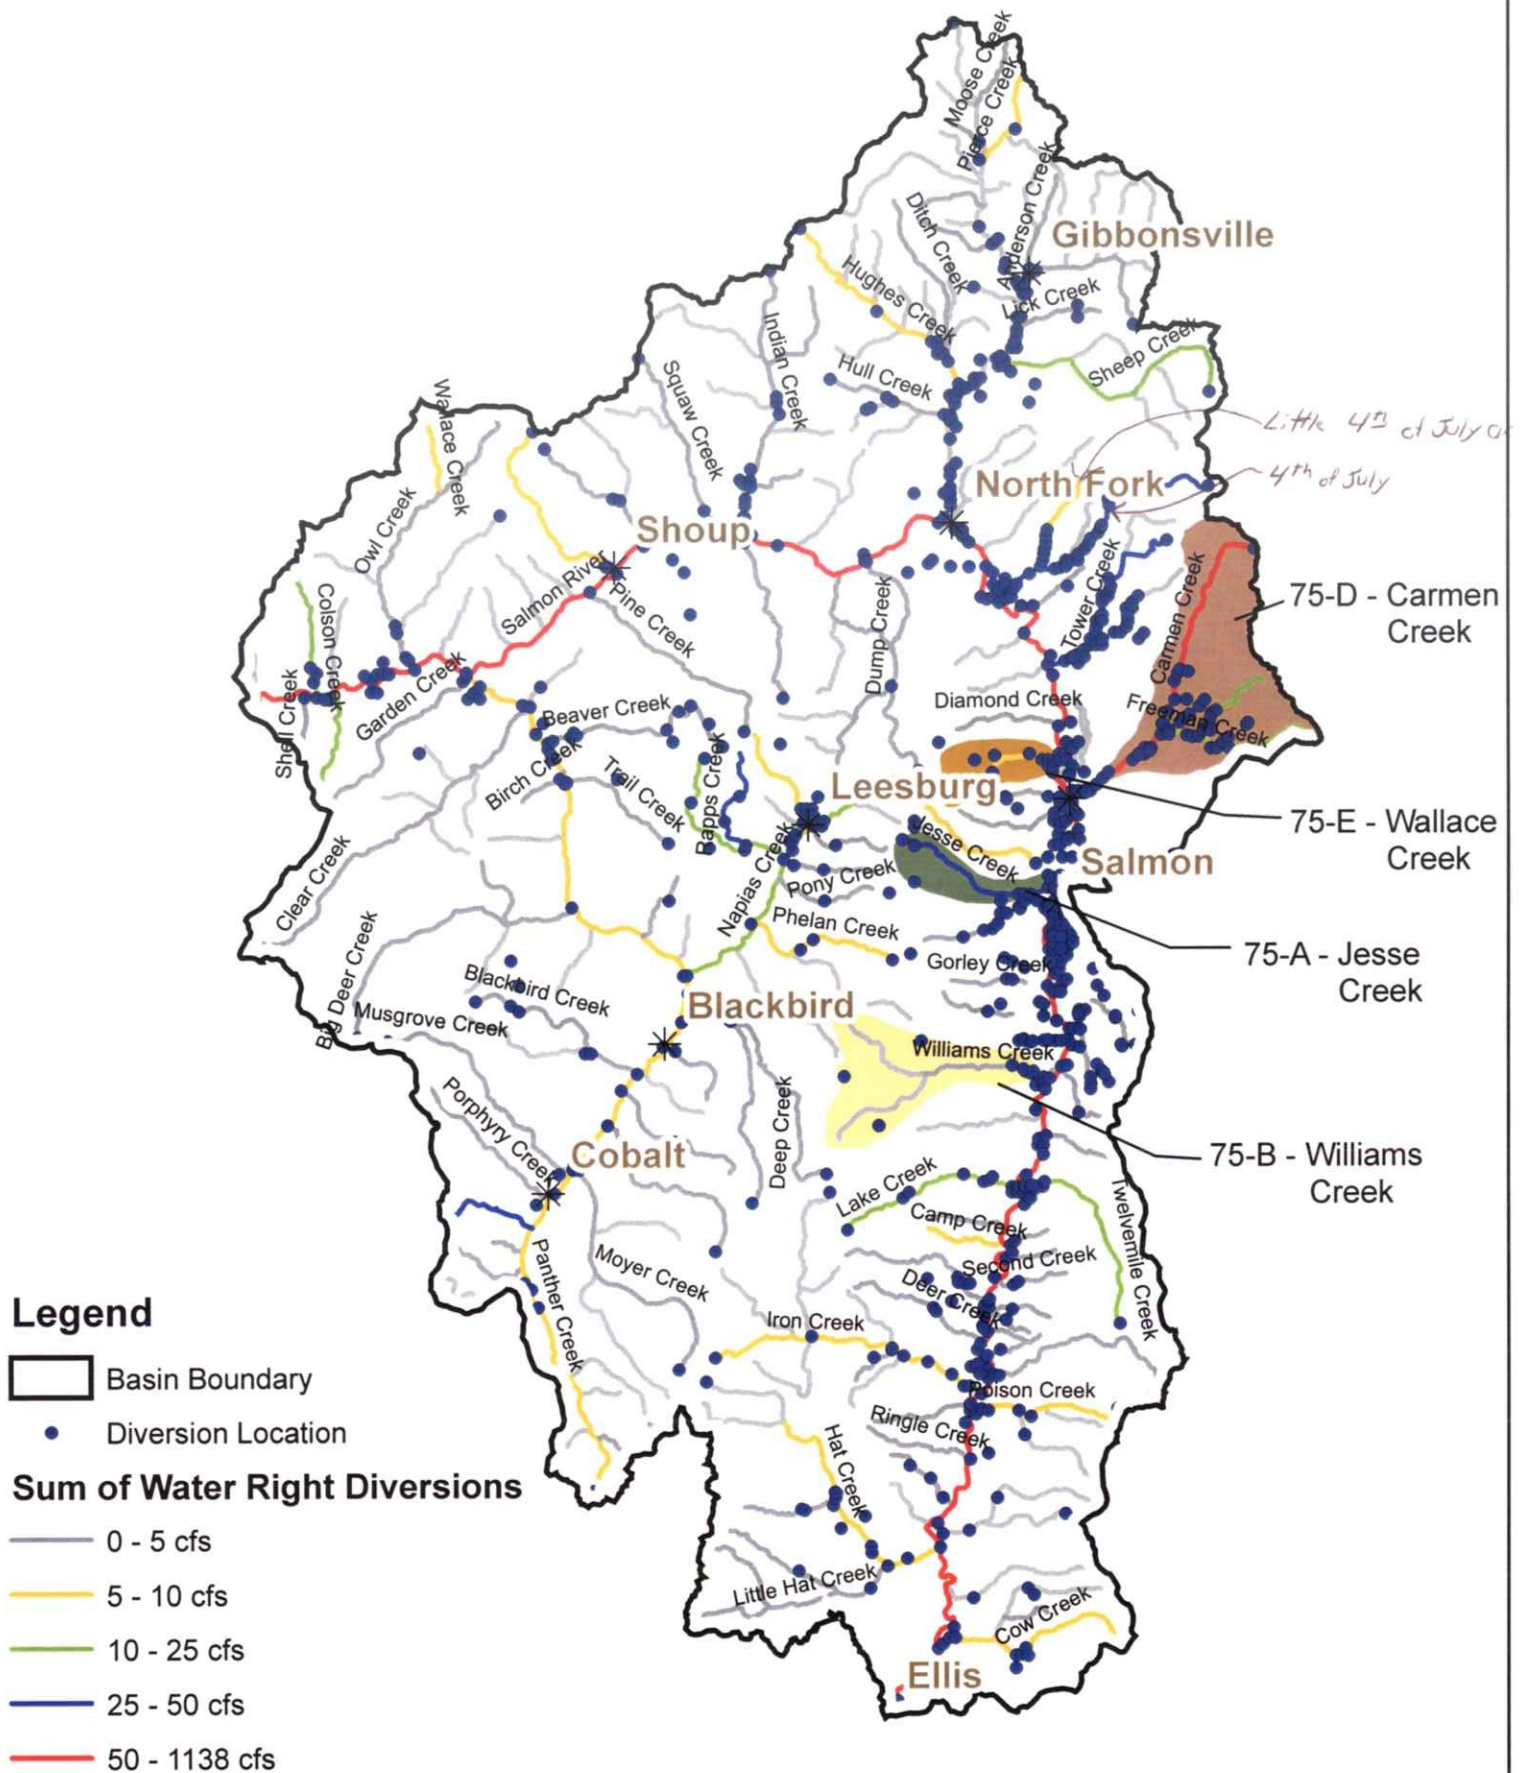 Moose Creek
Pierce Creek
Anderson Creek
Ditch Creek
Gibbonsville
Hughes Creek
Lick Creek
Indian Creek
Sheep Creek
Hull Creek
Squaw Creek
Wallace Creek
Little 4th of July
4th of July
North Fork
Owl Creek
Shoup
Salmon River
Pine Creek
Colson Creek
Dump Creek
Tower Creek
Carmen Creek
75-D - Carmen
Creek
Garden Creek
Shell Creek
Beaver Creek
Diamond Creek
Freeman Creek
Birch Creek
Trail Creek
Rapps Creek
Leesburg
75-E - Wallace
Creek
Jesse Creek
Salmon
Clear Creek
Napias Creek
Pony Creek
Phelan Creek
Gorley Creek
75-A - Jesse
Creek
Big Deer Creek
Blackbird Creek
Musgrove Creek
Blackbird
Williams Creek
Porphyry Creek
Deep Creek
Cobalt
75-B - Williams
Creek
Lake Creek
Camp Creek
Twelvemile Creek
Second Creek
Deer Creek
Panther Creek
Moyer Creek
Iron Creek
Poison Creek
Ringle Creek
Hat Creek
Little Hat Creek
Cow Creek
Ellis
Legend
Basin Boundary
Diversion Location
Sum of Water Right Diversions
0 - 5 cfs
5 - 10 cfs
10 - 25 cfs
25 - 50 cfs
50 - 1138 cfs